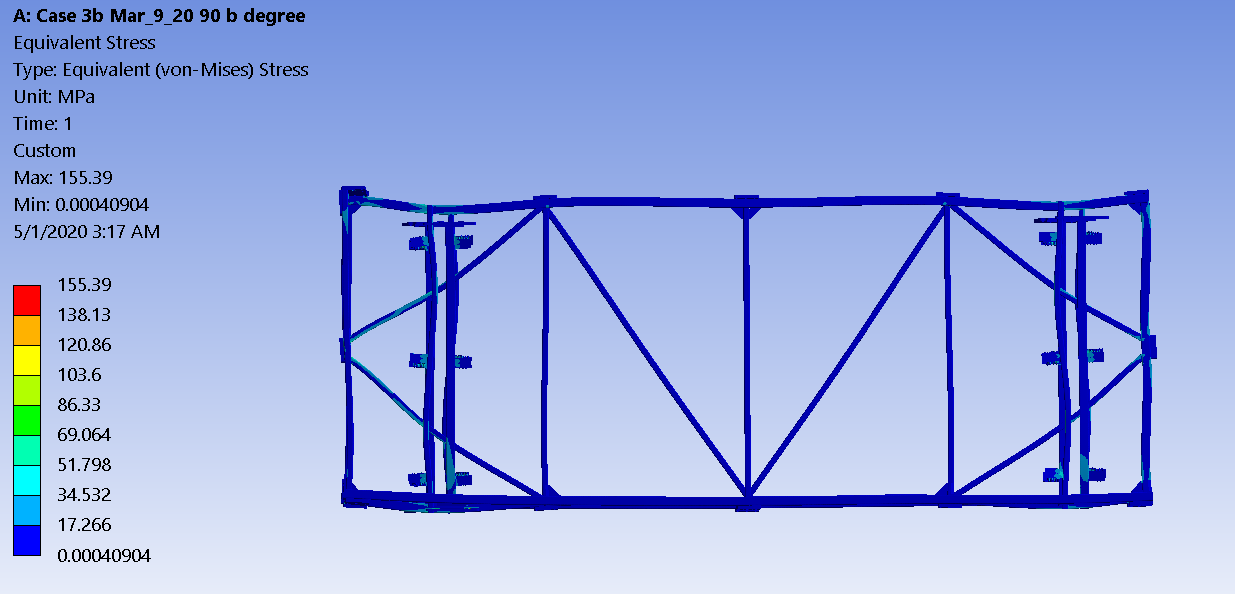 A: Case 3b Mar_9_20 90 b degree
Equivalent Stress
Type: Equivalent (von-Mises) Stress
Unit: MPa
Time: 1
Custom
Max: 155.39
Min: 0.00040904
5/1/2020 3:17 AM
155.39
138.13
120.86
103.6
86.33
69.064
51.798
34.532
17.266
0.00040904